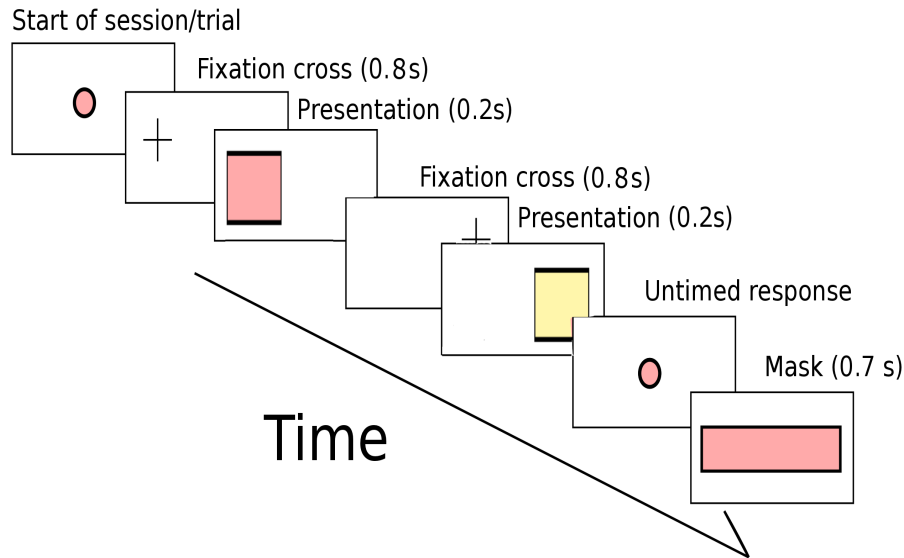 Start of session/trial
Fixation cross (0.8s)
Presentation (0.2s)
Fixation cross (0.8s)
Presentation (0.2s)
Untimed response
Mask (0.7 s)
Time